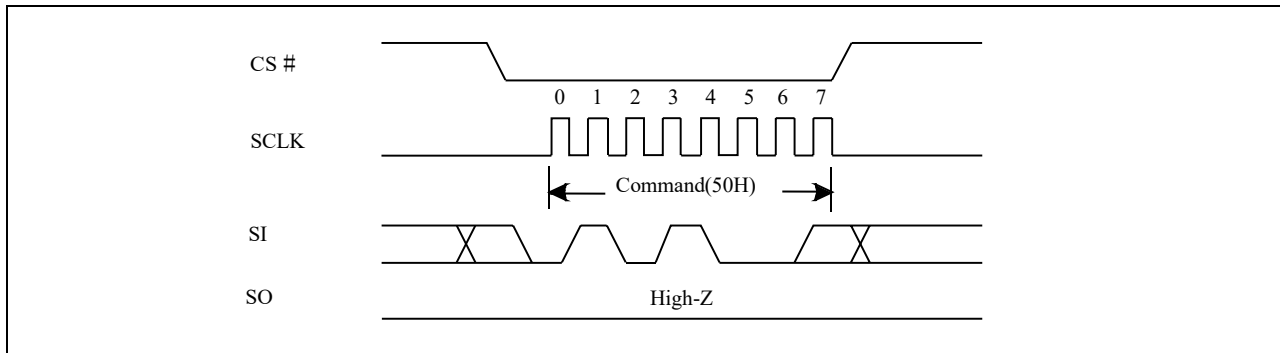 CS #
0 1 2 3 4 5 6 7
SCLK
Command(50H)
SI
SO
High-Z